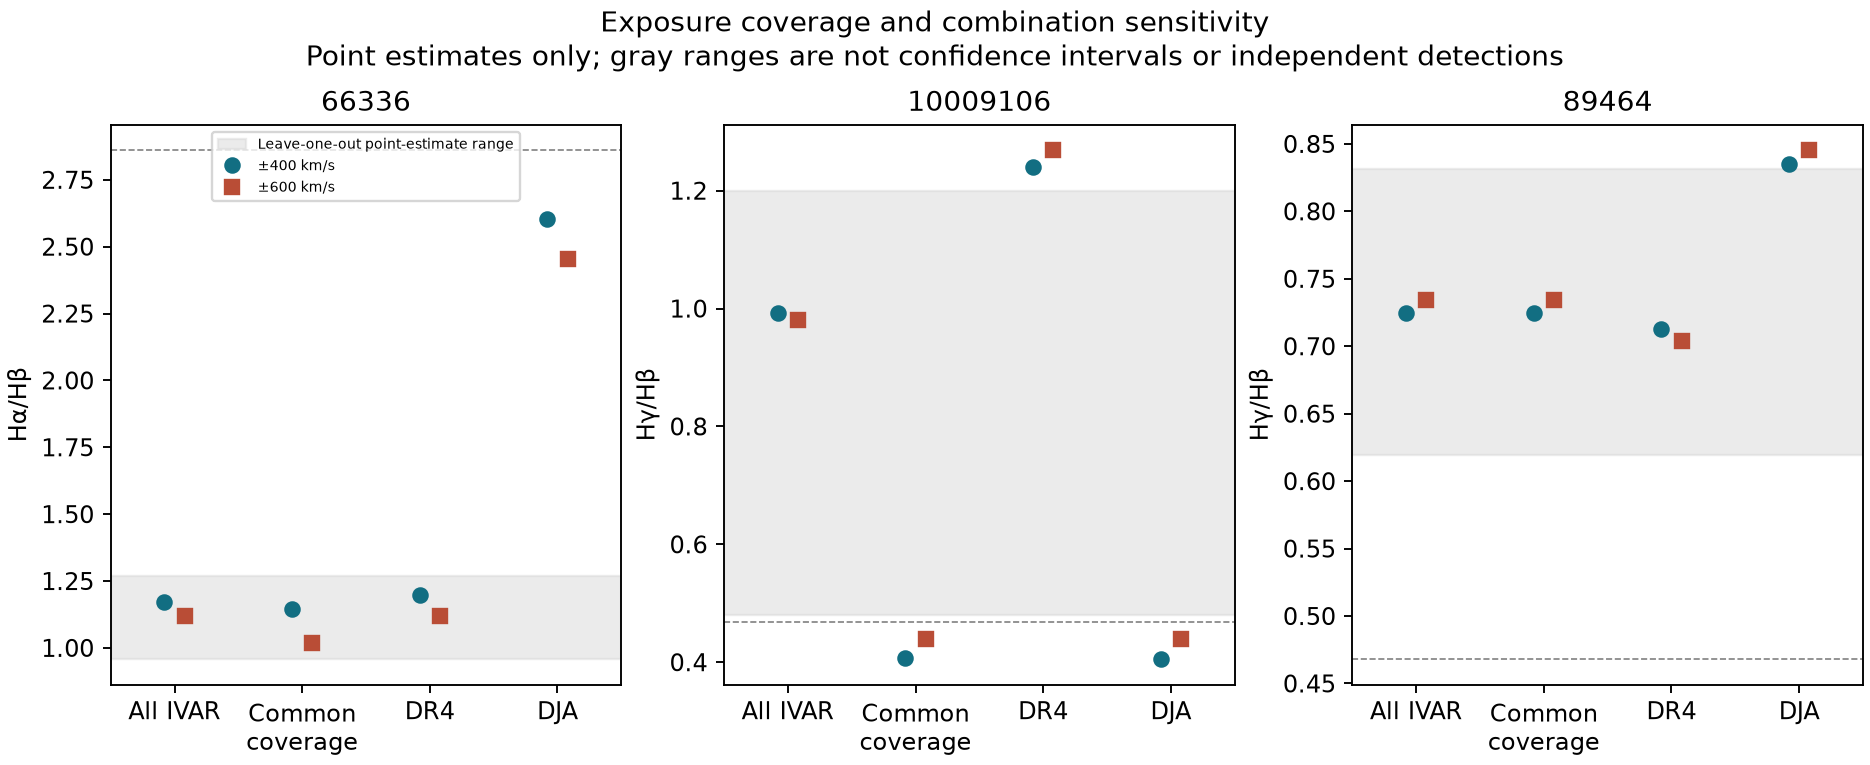 Exposure coverage and combination sensitivity
Point estimates only; gray ranges are not confidence intervals or independent detections
66336
Leave-one-out point-estimate range
±400 km/s
±600 km/s
Hα/Hβ
2.75
2.50
2.25
2.00
1.75
1.50
1.25
1.00
All IVAR
Common
coverage
DR4
DJA
10009106
Hγ/Hβ
1.2
1.0
0.8
0.6
0.4
All IVAR
Common
coverage
DR4
DJA
89464
Hγ/Hβ
0.85
0.80
0.75
0.70
0.65
0.60
0.55
0.50
0.45
All IVAR
Common
coverage
DR4
DJA